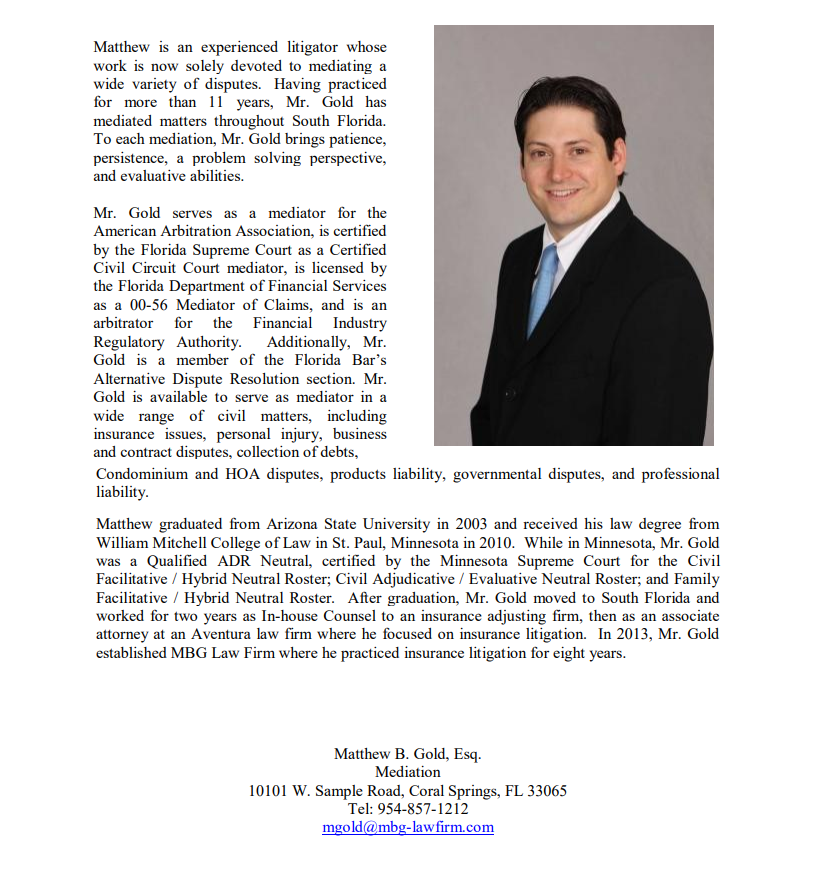 Matthew is an experienced litigator whose
work is now solely devoted to mediating a
wide variety of disputes. Having practiced
for more than 11 years, Mr. Gold has
mediated matters throughout South Florida.
To each mediation, Mr. Gold brings patience,
persistence, a problem solving perspective,
and evaluative abilities.
Mr. Gold serves as a mediator for the
American Arbitration Association, is certified
by the Florida Supreme Court as a Certified
Civil Circuit Court mediator, is licensed by
the Florida Department of Financial Services
as a 00-56 Mediator of Claims, and is an
arbitrator for the Financial Industry
Regulatory Authority. Additionally, Mr.
Gold is a member of the Florida Bar’s
Alternative Dispute Resolution section. Mr.
Gold is available to serve as mediator in a
wide range of civil matters, including
insurance issues, personal injury, business
and contract disputes, collection of debts,
Condominium and HOA disputes, products liability, governmental disputes, and professional
liability.
Matthew graduated from Arizona State University in 2003 and received his law degree from
William Mitchell College of Law in St. Paul, Minnesota in 2010. While in Minnesota, Mr. Gold
was a Qualified ADR Neutral, certified by the Minnesota Supreme Court for the Civil
Facilitative / Hybrid Neutral Roster; Civil Adjudicative / Evaluative Neutral Roster; and Family
Facilitative / Hybrid Neutral Roster. After graduation, Mr. Gold moved to South Florida and
worked for two years as In-house Counsel to an insurance adjusting firm, then as an associate
attorney at an Aventura law firm where he focused on insurance litigation. In 2013, Mr. Gold
established MBG Law Firm where he practiced insurance litigation for eight years.
Matthew B. Gold, Esq.
Mediation
10101 W. Sample Road, Coral Springs, FL 33065
Tel: 954-857-1212
mgold@mbg-lawfirm.com